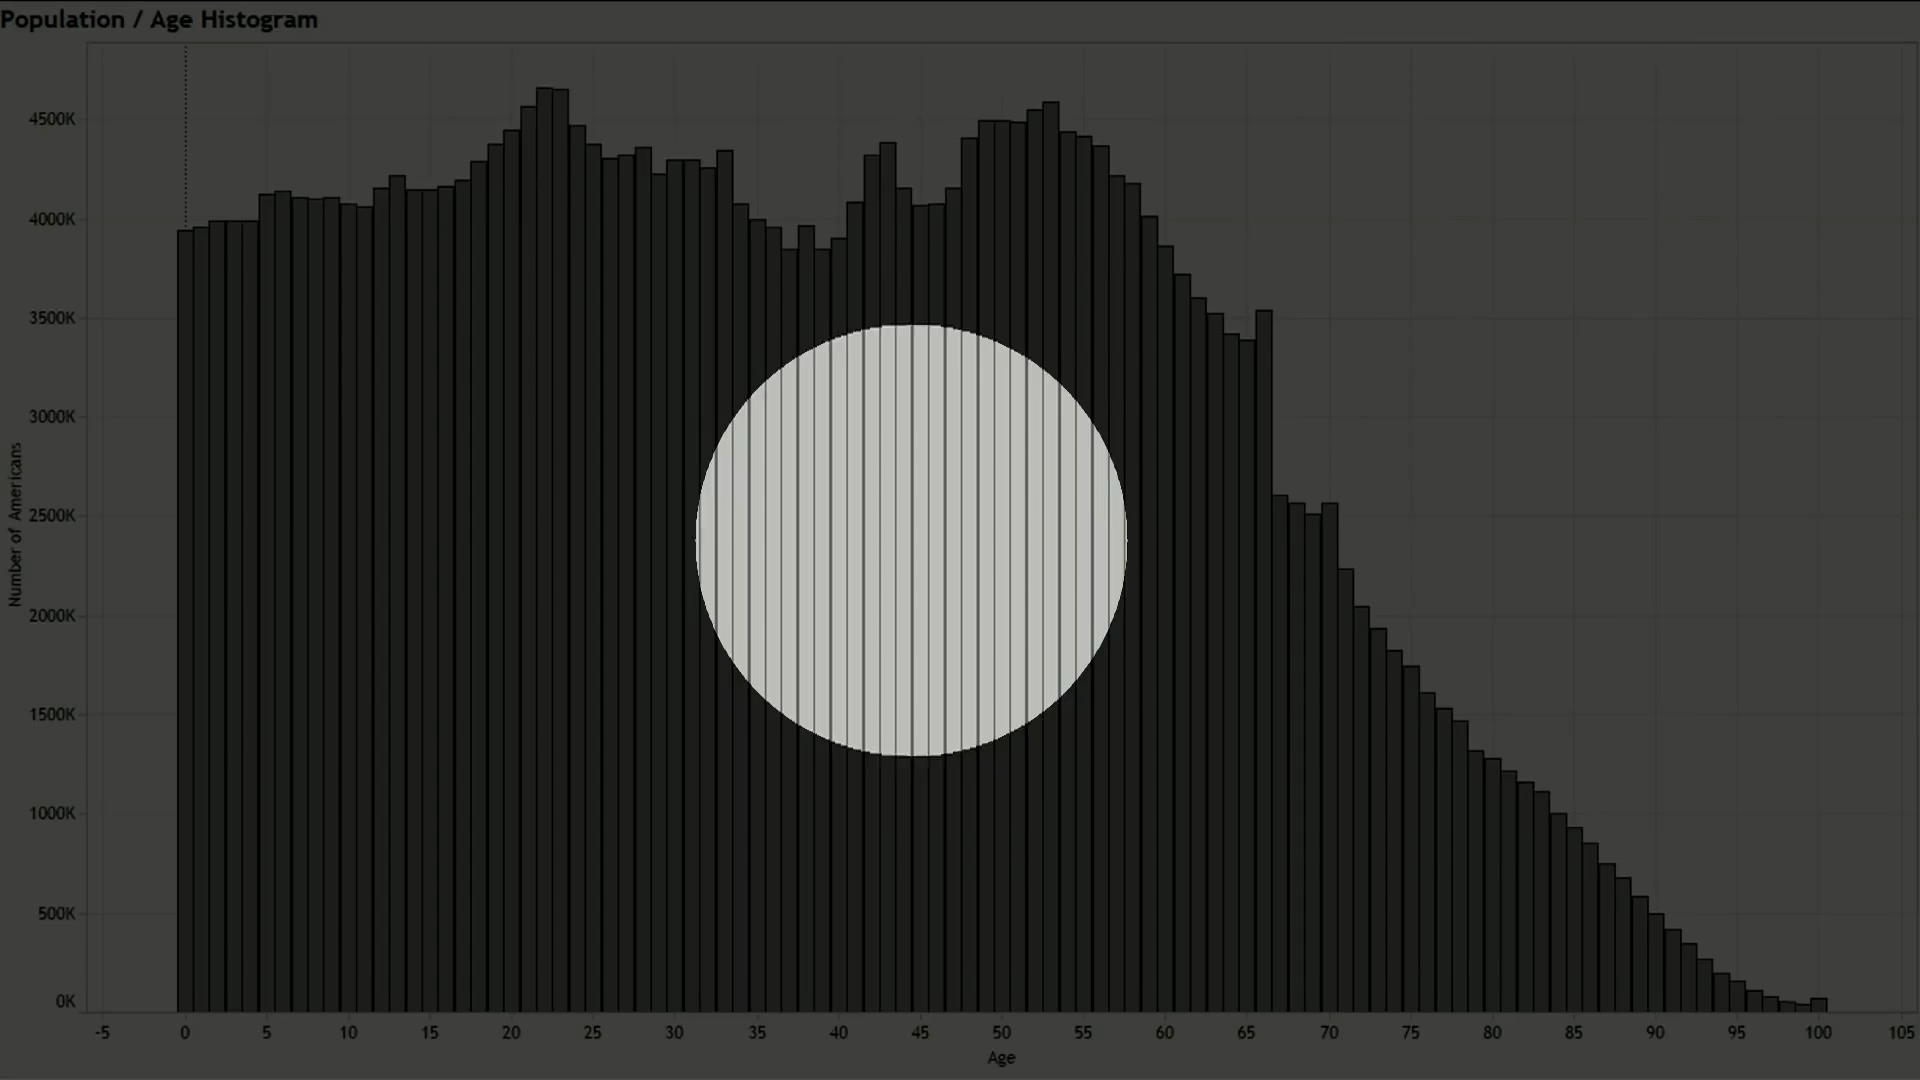 Population / Age Histogram
4500K
4000K
3500K
3000K
2500K
2000K
1500K
1000K
500K
0K
Number of Americans
-5 0 5 10 15 20 25 30 35 40 45 50 55 60 65 70 75 80 85 90 95 100 105
Age